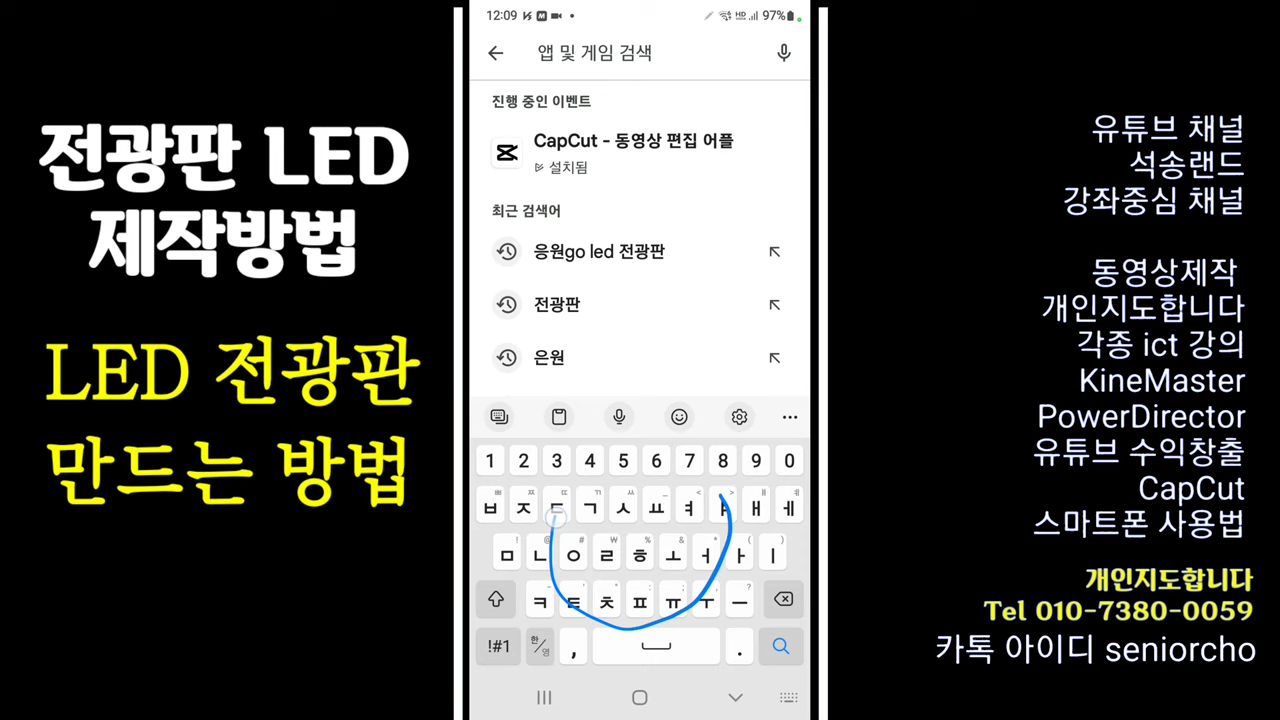 전광판 LED
제작방법
LED 전광판
만드는 방법
12:09
97%
앱 및 게임 검색
진행 중인 이벤트
CapCut - 동영상 편집 어플
설치됨
최근 검색어
응원go led 전광판
전광판
은원
1 2 3 4 5 6 7 8 9 0
ㅂ ㅈ ㄷ ㄱ ㅅ ㅛ ㅕ ㅑ ㅐ ㅔ
ㅁ ㄴ ㅇ ㄹ ㅎ ㅗ ㅓ ㅏ ㅣ
ㅋ ㅌ ㅊ ㅍ ㅠ ㅜ ㅡ
!#1 한/영 , .
유튜브 채널
석송랜드
강좌중심 채널
동영상제작
개인지도합니다
각종 ict 강의
KineMaster
PowerDirector
유튜브 수익창출
CapCut
스마트폰 사용법
개인지도합니다
Tel 010-7380-0059
카톡 아이디 seniorcho